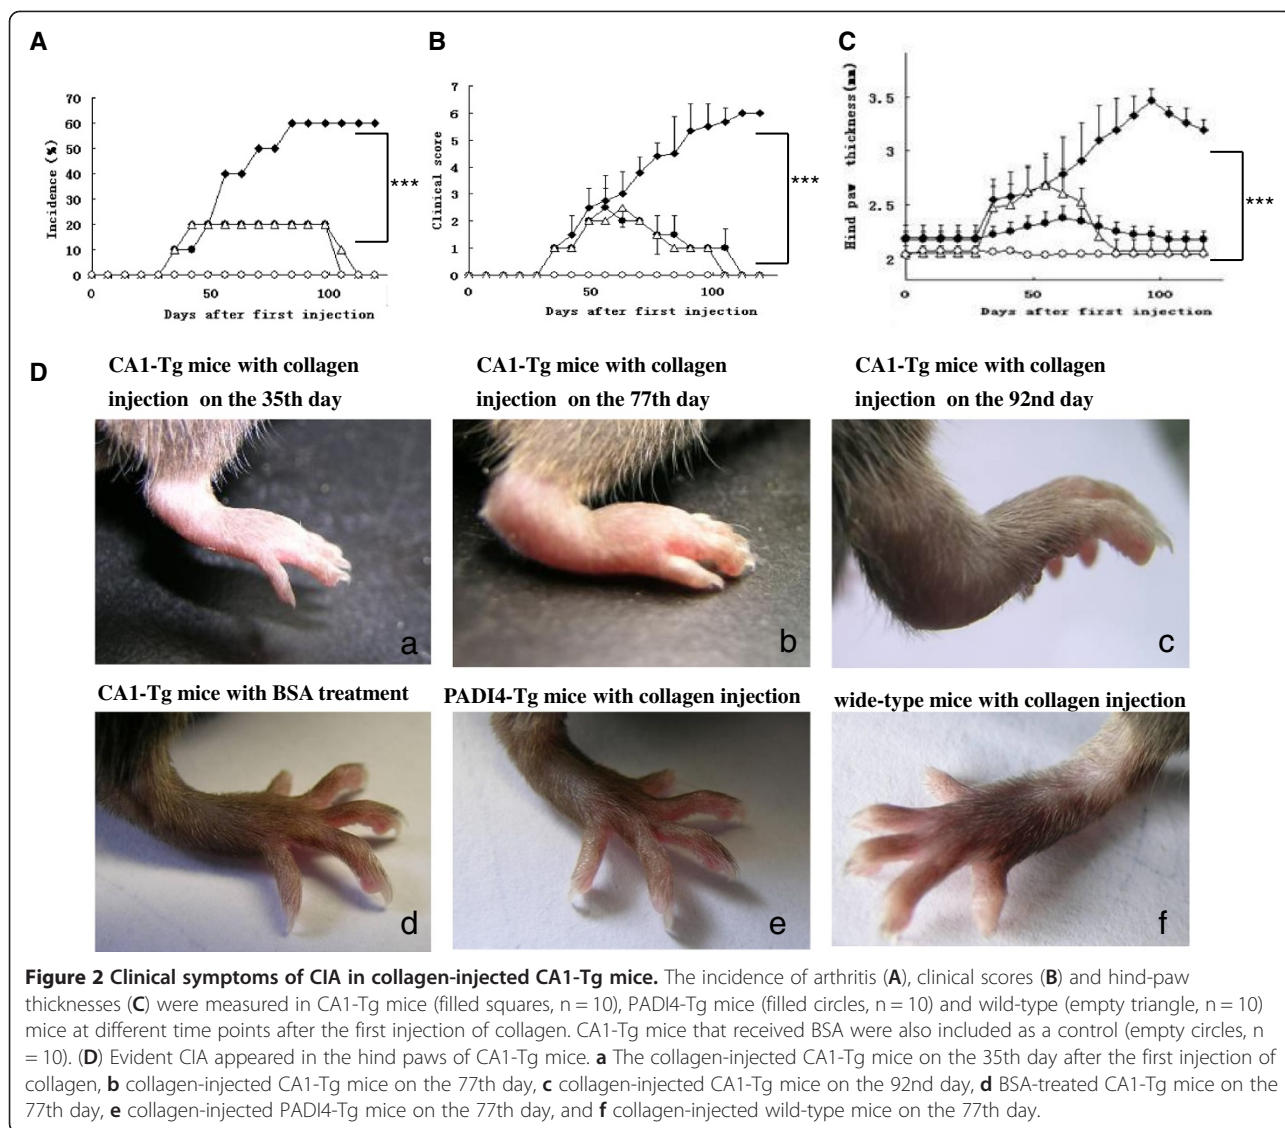 A
B
C
Incidence (%)
70
60
50
40
30
20
10
0
0
50
100
Days after first injection
***
Clinical score
7
6
5
4
3
2
1
0
0
50
100
Days after first injection
***
Hind paw thickness(mm)
3.5
3
2.5
2
0
50
100
Days after first injection
***
D
CA1-Tg mice with collagen
injection on the 35th day
CA1-Tg mice with collagen
injection on the 77th day
CA1-Tg mice with collagen
injection on the 92nd day
a
b
c
CA1-Tg mice with BSA treatment
PADI4-Tg mice with collagen injection
wide-type mice with collagen injection
d
e
f
Figure 2 Clinical symptoms of CIA in collagen-injected CA1-Tg mice. The incidence of arthritis (A), clinical scores (B) and hind-paw
thicknesses (C) were measured in CA1-Tg mice (filled squares, n = 10), PADI4-Tg mice (filled circles, n = 10) and wild-type (empty triangle, n = 10)
mice at different time points after the first injection of collagen. CA1-Tg mice that received BSA were also included as a control (empty circles, n
= 10). (D) Evident CIA appeared in the hind paws of CA1-Tg mice. a The collagen-injected CA1-Tg mice on the 35th day after the first injection of
collagen, b collagen-injected CA1-Tg mice on the 77th day, c collagen-injected CA1-Tg mice on the 92nd day, d BSA-treated CA1-Tg mice on the
77th day, e collagen-injected PADI4-Tg mice on the 77th day, and f collagen-injected wild-type mice on the 77th day.